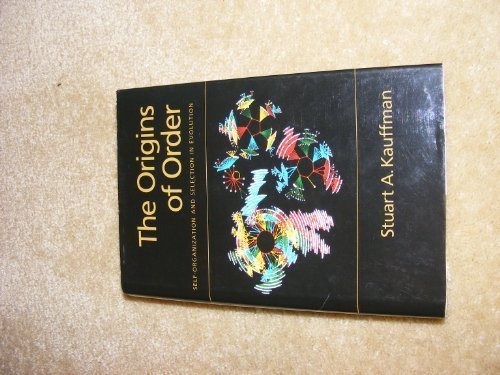 The Origins
of Order
SELF-ORGANIZATION AND SELECTION IN EVOLUTION
Stuart A. Kauffman